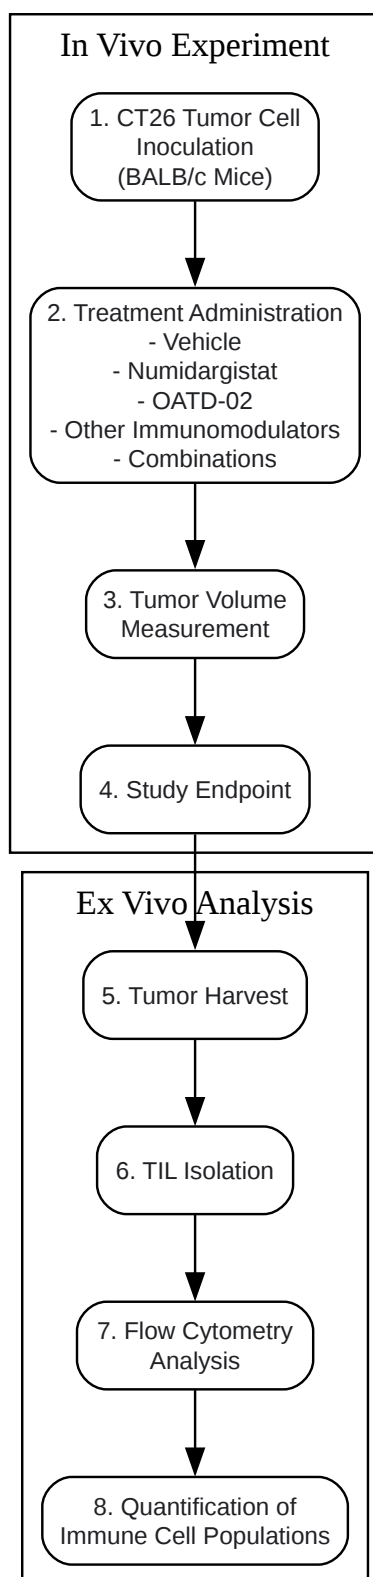 In Vivo Experiment
1. CT26 Tumor Cell
Inoculation
(BALB/c Mice)
2. Treatment Administration
- Vehicle
- Numidargistat
- OATD-02
- Other Immunomodulators
- Combinations
3. Tumor Volume
Measurement
4. Study Endpoint
Ex Vivo Analysis
5. Tumor Harvest
6. TIL Isolation
7. Flow Cytometry
Analysis
8. Quantification of
Immune Cell Populations